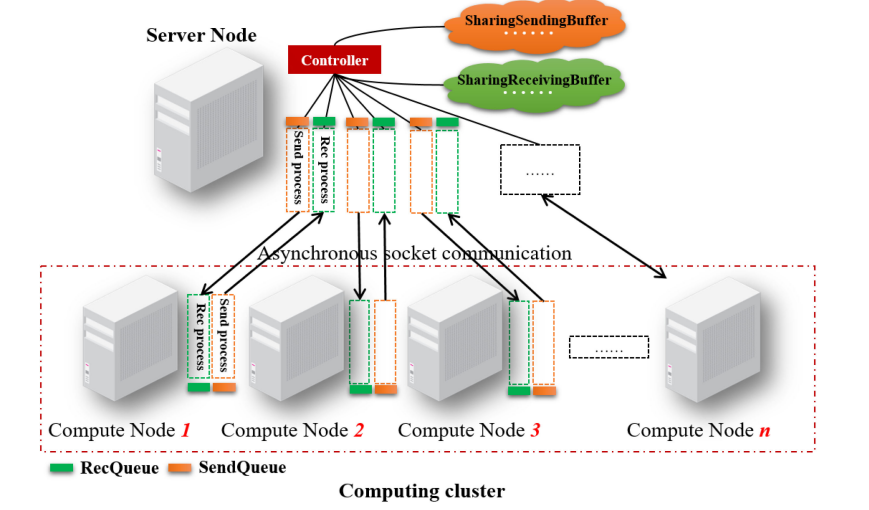 SharingSendingBuffer
......
Server Node
Controller
SharingReceivingBuffer
......
Send process
Rec process
......
Asynchronous socket communication
Rec process
Send process
......
Compute Node 1
Compute Node 2
Compute Node 3
Compute Node n
RecQueue
SendQueue
Computing cluster